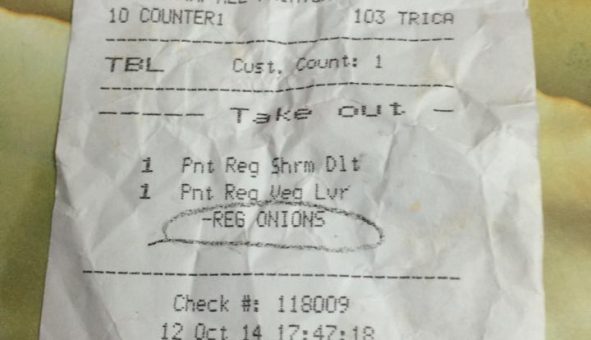 10 COUNTER1 103 TRICA
TBL Cust. Count: 1
----- Take out -
1 Pnt Reg Shrm Dlt
1 Pnt Reg Veg Lvr
-REG ONIONS
Check #: 118009
12 Oct 14 17:47:18